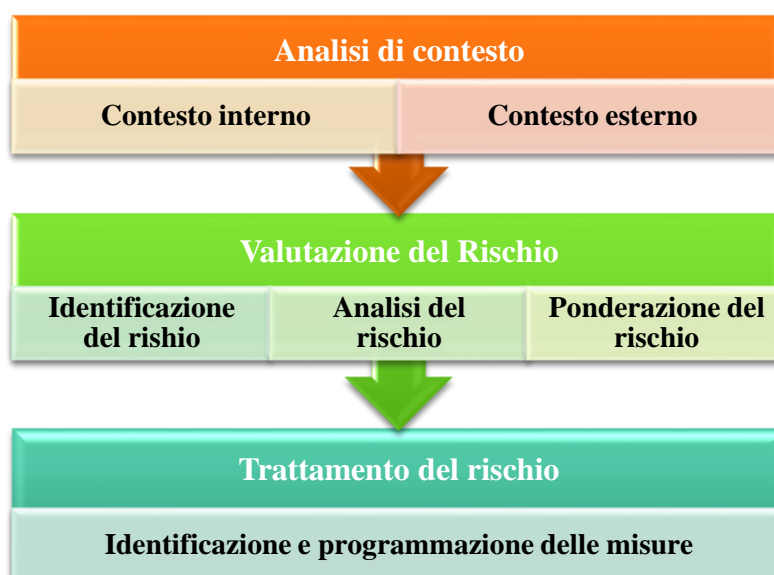 Analisi di contesto
Contesto interno
Contesto esterno
Valutazione del Rischio
Identificazione
del rishio
Analisi del
rischio
Ponderazione del
rischio
Trattamento del rischio
Identificazione e programmazione delle misure